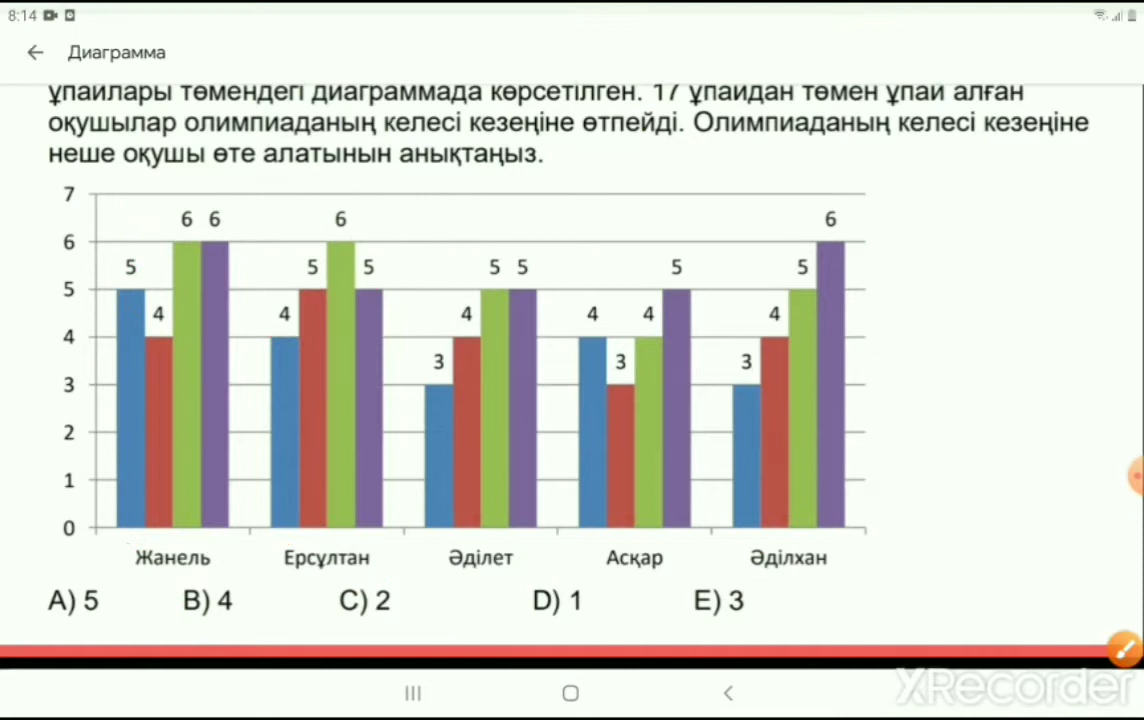 8:14
Диаграмма
ұпайлары төмендегі диаграммада көрсетілген. 17 ұпайдан төмен ұпай алған
оқушылар олимпиаданың келесі кезеңіне өтпейді. Олимпиаданың келесі кезеңіне
неше оқушы өте алатынын анықтаңыз.
7
6
5
4
3
2
1
0
5 4 6 6
4 5 6 5
3 4 5 5
4 3 4 5
3 4 5 6
Жанель Ерсұлтан Әділет Асқар Әділхан
A) 5 B) 4 C) 2 D) 1 E) 3
XRecorder